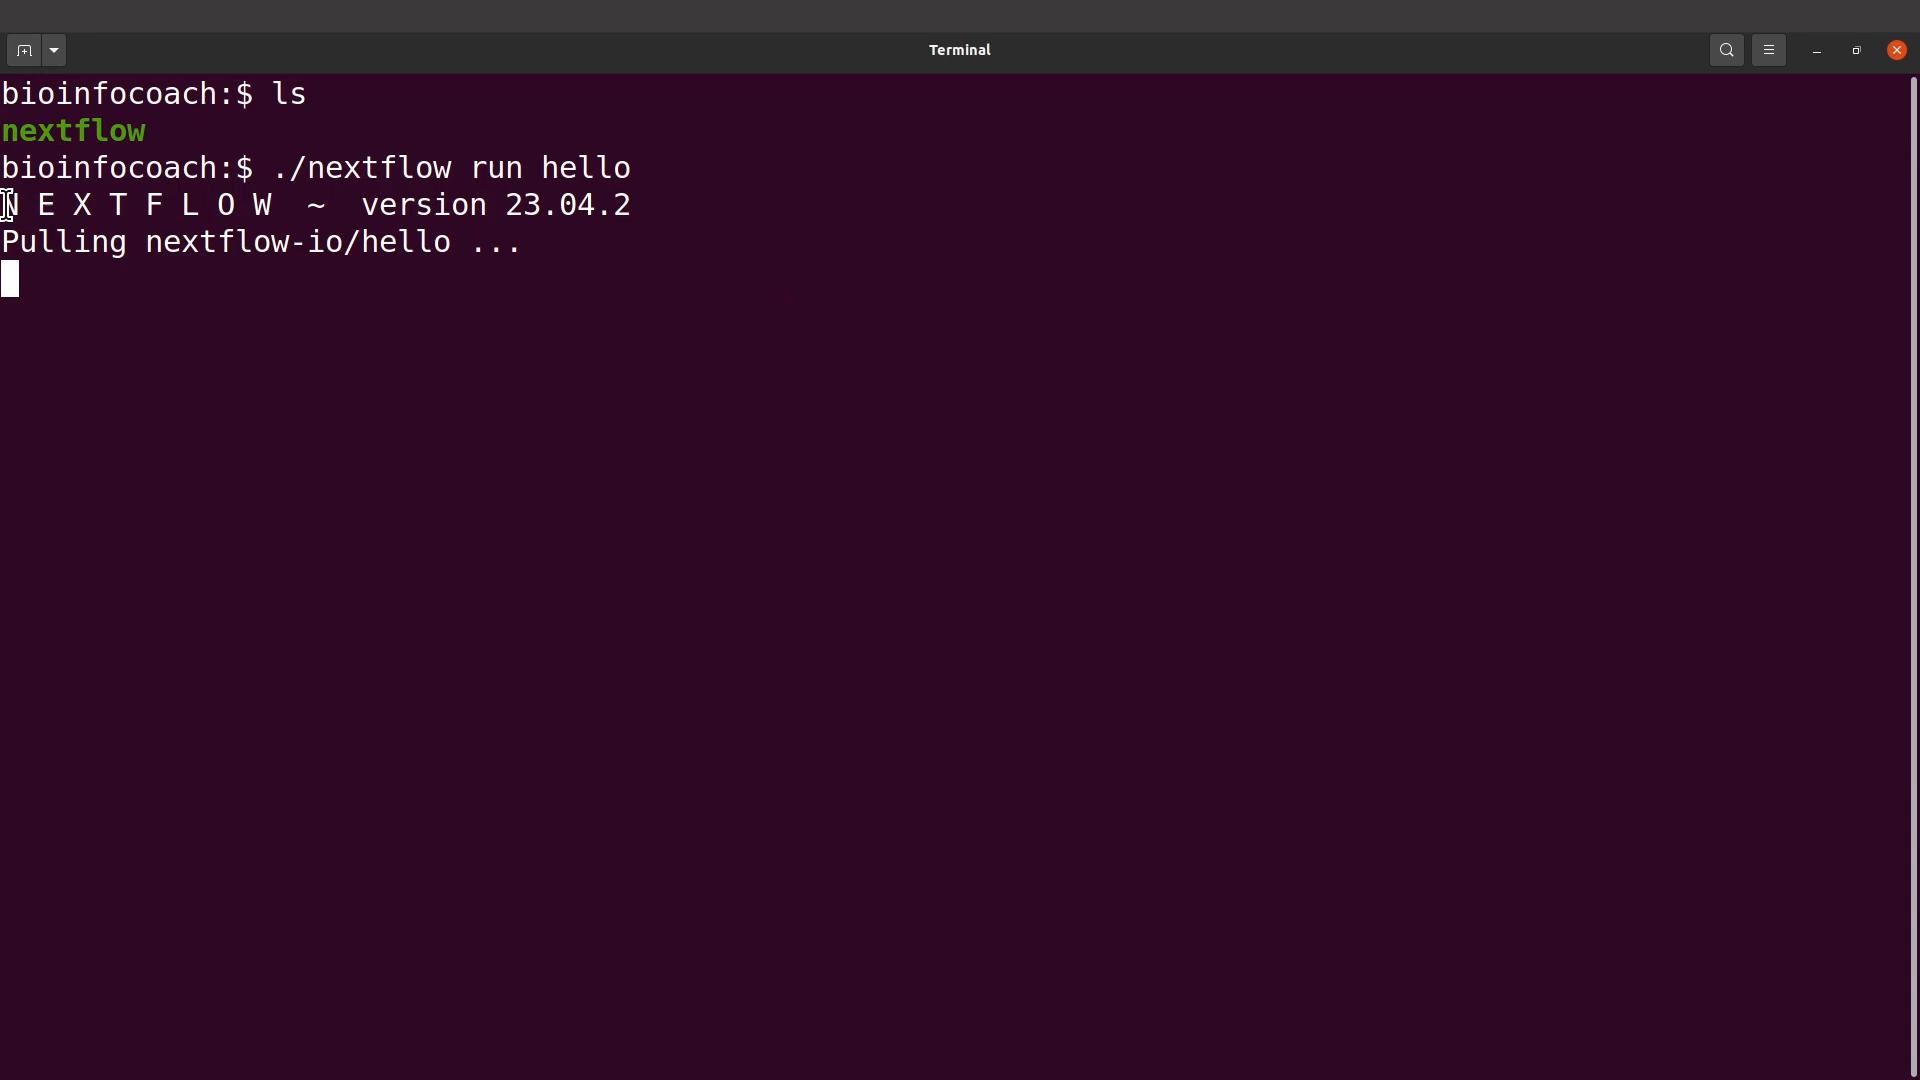 Terminal
bioinfocoach:$ ls
nextflow
bioinfocoach:$ ./nextflow run hello
N E X T F L O W  ~  version 23.04.2
Pulling nextflow-io/hello ...